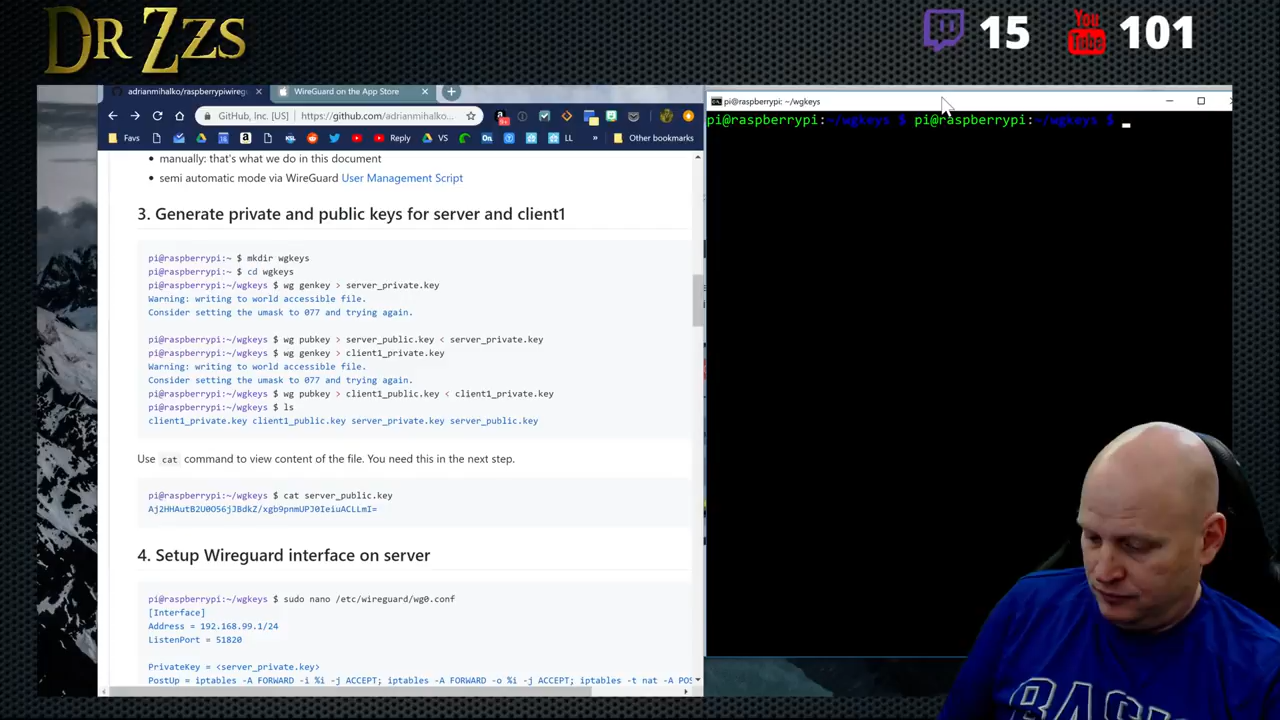 DR ZZS
15
You Tube
101
adrianmihalko/raspberrypiwireg
WireGuard on the App Store
GitHub, Inc. [US]
https://github.com/adrianmihalko...
Favs
Reply
VS
On
LL
»
Other bookmarks
manually: that's what we do in this document
semi automatic mode via WireGuard User Management Script
3. Generate private and public keys for server and client1
pi@raspberrypi:~ $ mkdir wgkeys
pi@raspberrypi:~ $ cd wgkeys
pi@raspberrypi:~/wgkeys $ wg genkey > server_private.key
Warning: writing to world accessible file.
Consider setting the umask to 077 and trying again.
pi@raspberrypi:~/wgkeys $ wg pubkey > server_public.key < server_private.key
pi@raspberrypi:~/wgkeys $ wg genkey > client1_private.key
Warning: writing to world accessible file.
Consider setting the umask to 077 and trying again.
pi@raspberrypi:~/wgkeys $ wg pubkey > client1_public.key < client1_private.key
pi@raspberrypi:~/wgkeys $ ls
client1_private.key client1_public.key server_private.key server_public.key
Use cat command to view content of the file. You need this in the next step.
pi@raspberrypi:~/wgkeys $ cat server_public.key
Aj2HHAutB2U0O56jJBdkZ/xgb9pnmUPJ0IeiuACLLmI=
4. Setup Wireguard interface on server
pi@raspberrypi:~/wgkeys $ sudo nano /etc/wireguard/wg0.conf
[Interface]
Address = 192.168.99.1/24
ListenPort = 51820
PrivateKey = <server_private.key>
PostUp = iptables -A FORWARD -i %i -j ACCEPT; iptables -A FORWARD -o %i -j ACCEPT; iptables -t nat -A POS
pi@raspberrypi: ~/wgkeys
pi@raspberrypi:~/wgkeys $ pi@raspberrypi:~/wgkeys $